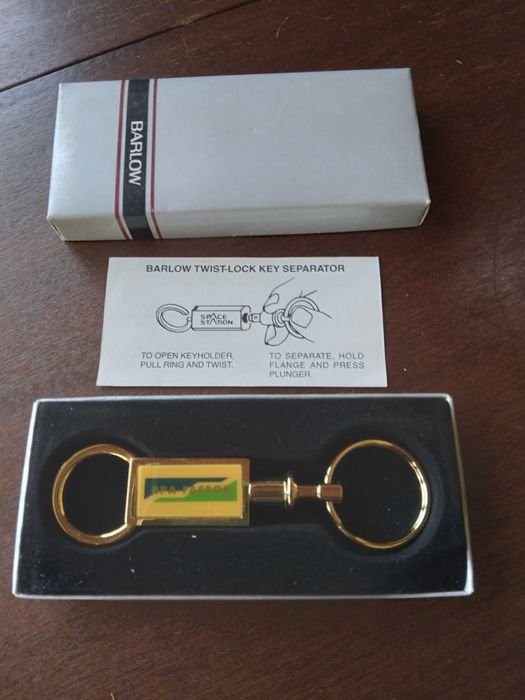 BARLOW
BARLOW TWIST-LOCK KEY SEPARATOR
SPACE
STATION
TO OPEN KEYHOLDER,
PULL RING AND TWIST.
TO SEPARATE, HOLD
FLANGE AND PRESS
PLUNGER.